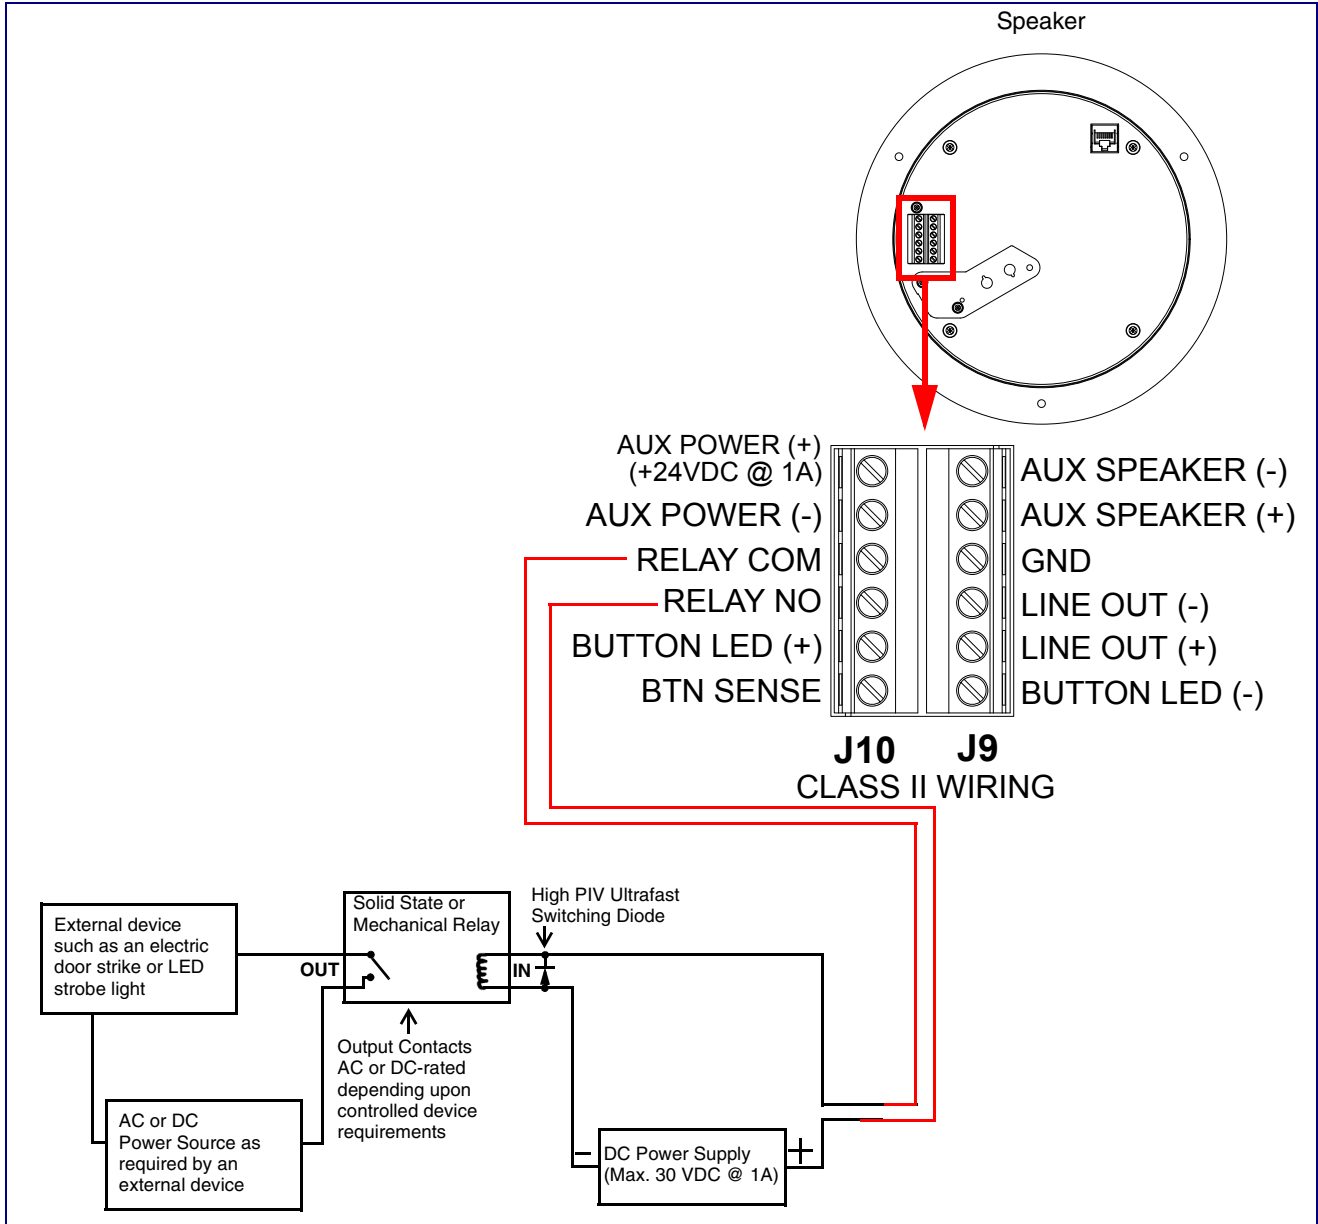 Speaker
AUX POWER (+)
(+24VDC @ 1A)
AUX POWER (-)
RELAY COM
RELAY NO
BUTTON LED (+)
BTN SENSE
AUX SPEAKER (-)
AUX SPEAKER (+)
GND
LINE OUT (-)
LINE OUT (+)
BUTTON LED (-)
J10
J9
CLASS II WIRING
External device
such as an electric
door strike or LED
strobe light
Solid State or
Mechanical Relay
OUT
IN
High PIV Ultrafast
Switching Diode
Output Contacts
AC or DC-rated
depending upon
controlled device
requirements
AC or DC
Power Source as
required by an
external device
-
DC Power Supply
(Max. 30 VDC @ 1A)
+